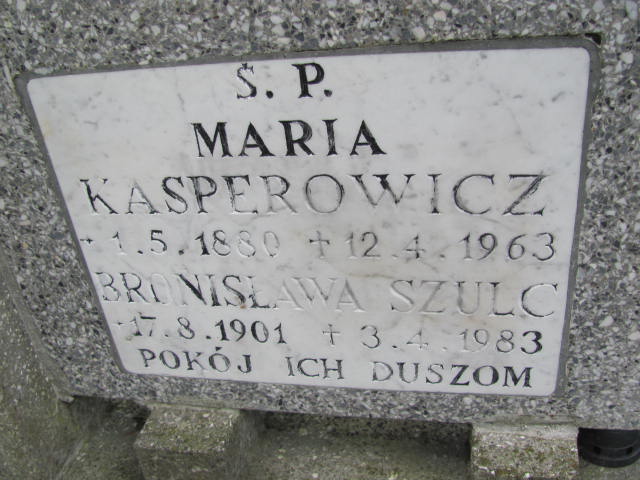 Ś. P.
MARIA
KASPEROWICZ
* 1.5.1880 † 12.4.1963
BRONISŁAWA SZULC
* 17.8.1901 † 3.4.1983
POKÓJ ICH DUSZOM